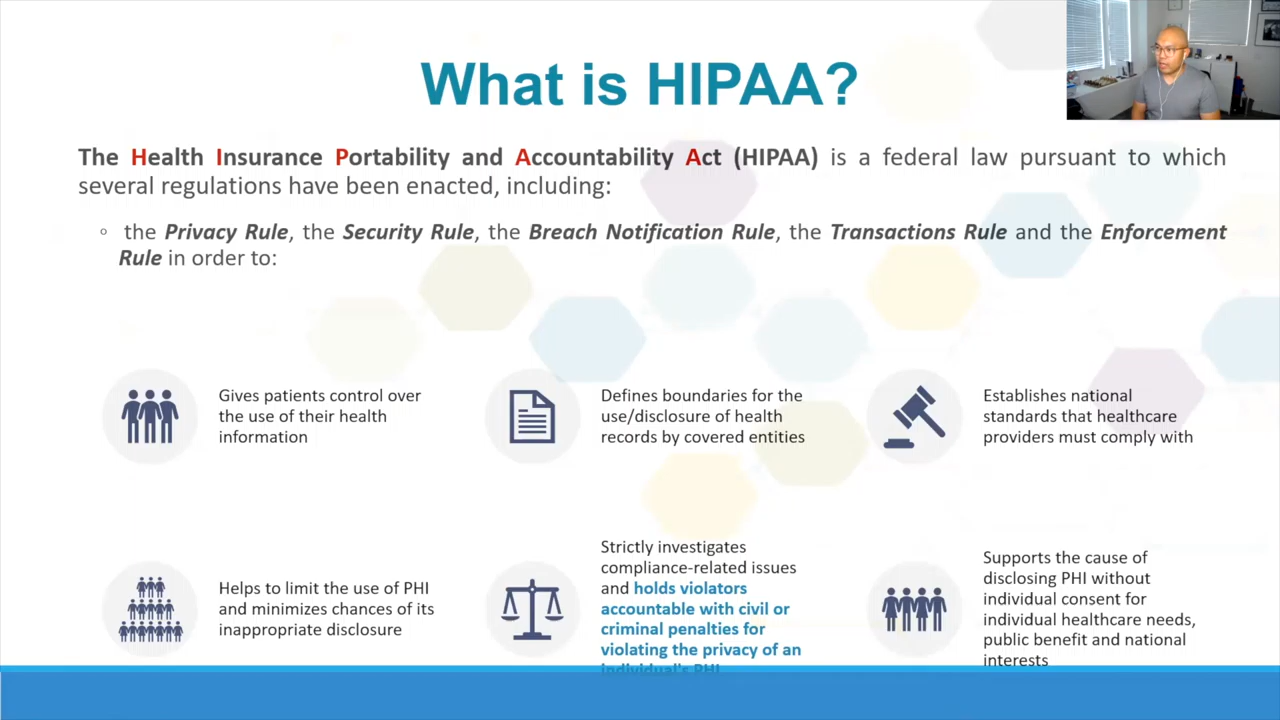 What is HIPAA?
The Health Insurance Portability and Accountability Act (HIPAA) is a federal law pursuant to which
several regulations have been enacted, including:
◦ the Privacy Rule, the Security Rule, the Breach Notification Rule, the Transactions Rule and the Enforcement
Rule in order to:
Gives patients control over
the use of their health
information
Defines boundaries for the
use/disclosure of health
records by covered entities
Establishes national
standards that healthcare
providers must comply with
Helps to limit the use of PHI
and minimizes chances of its
inappropriate disclosure
Strictly investigates
compliance-related issues
and holds violators
accountable with civil or
criminal penalties for
violating the privacy of an
individual's PHI
Supports the cause of
disclosing PHI without
individual consent for
individual healthcare needs,
public benefit and national
interests